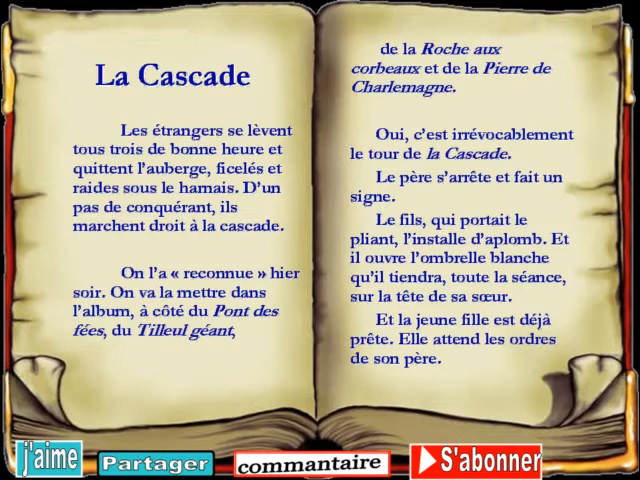 La Cascade
Les étrangers se lèvent
tous trois de bonne heure et
quittent l'auberge, ficelés et
raides sous le harnais. D'un
pas de conquérant, ils
marchent droit à la cascade.
On l'a « reconnue » hier
soir. On va la mettre dans
l'album, à côté du Pont des
fées, du Tilleul géant,
de la Roche aux
corbeaux et de la Pierre de
Charlemagne.
Oui, c'est irrévocablement
le tour de la Cascade.
Le père s'arrête et fait un
signe.
Le fils, qui portait le
pliant, l'installe d'aplomb. Et
il ouvre l'ombrelle blanche
qu'il tiendra, toute la séance,
sur la tête de sa sœur.
Et la jeune fille est déjà
prête. Elle attend les ordres
de son père.
j'aime
Partager
commantaire
S'abonner